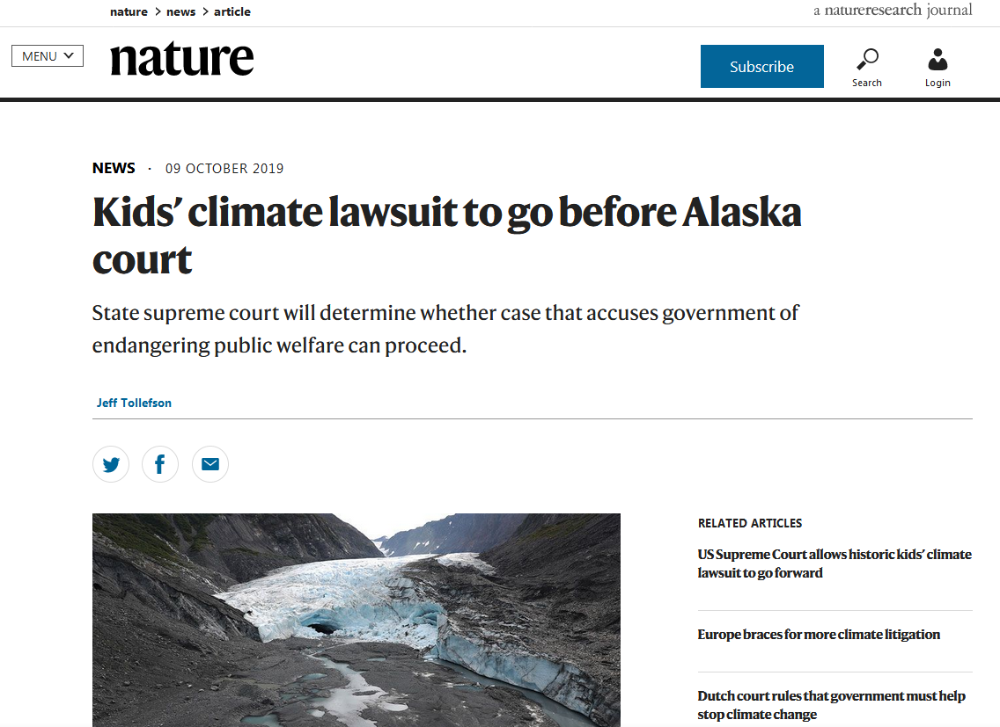 nature > news > article
a natureresearch journal
MENU
nature
Subscribe
Search
Login
NEWS · 09 OCTOBER 2019
Kids’ climate lawsuit to go before Alaska
court
State supreme court will determine whether case that accuses government of
endangering public welfare can proceed.
Jeff Tollefson
RELATED ARTICLES
US Supreme Court allows historic kids’ climate
lawsuit to go forward
Europe braces for more climate litigation
Dutch court rules that government must help
stop climate change